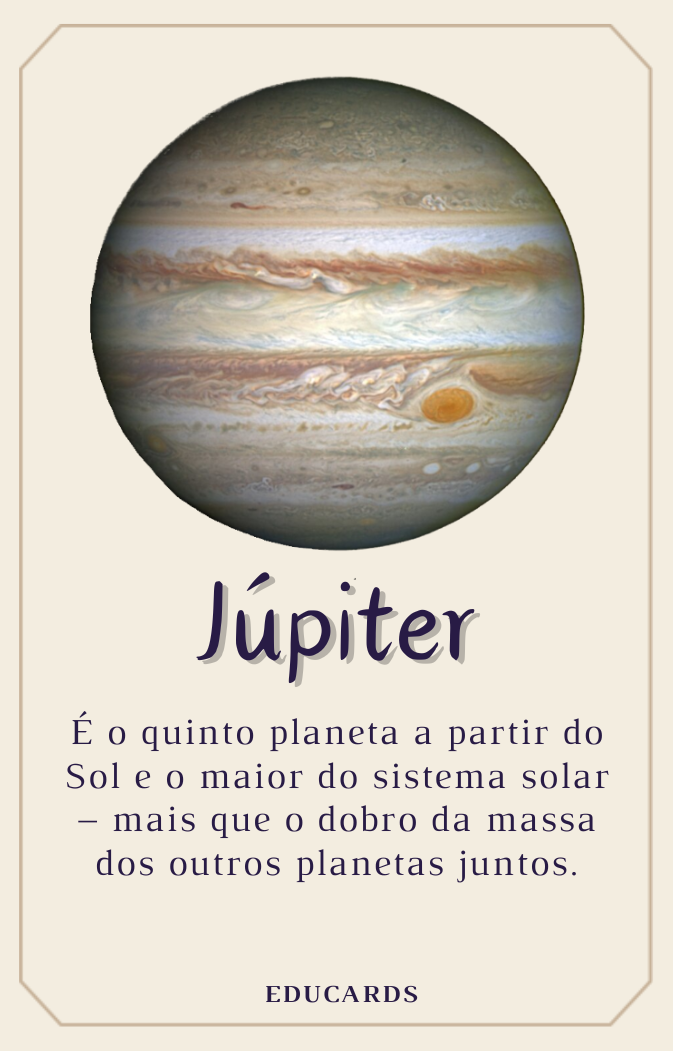 Júpiter
É o quinto planeta a partir do
Sol e o maior do sistema solar
– mais que o dobro da massa
dos outros planetas juntos.
EDUCARDS